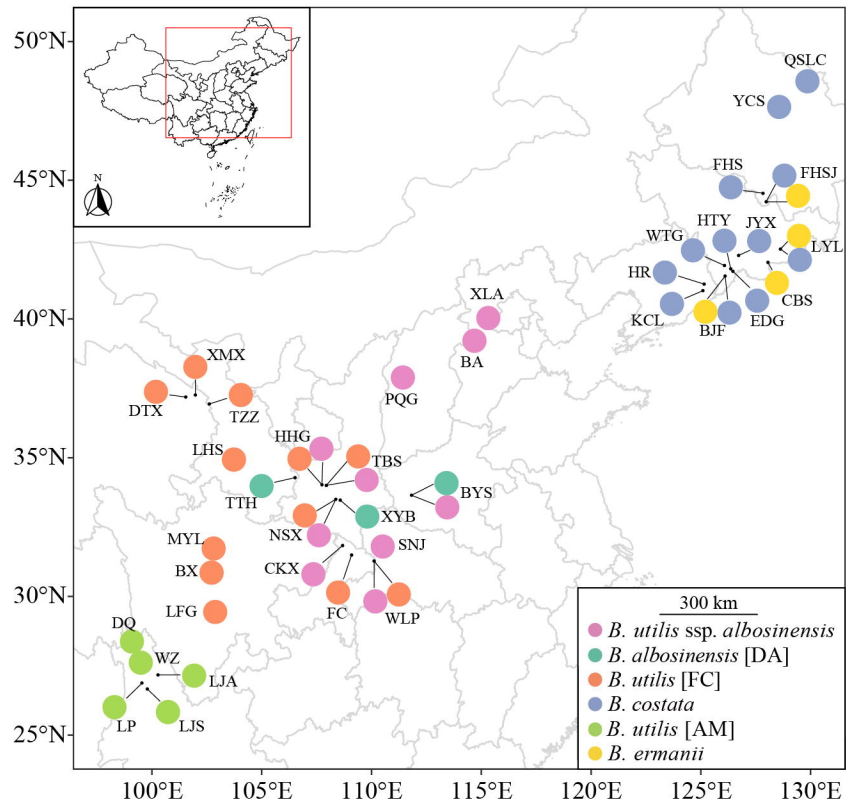 50°N
45°N
40°N
35°N
30°N
25°N
N
QSLC
YCS
FHS
FHSJ
HTY
JYX
WTG
LYL
HR
CBS
KCL
BJF
EDG
XLA
BA
PQG
XMX
DTX
TZZ
HHG
LHS
TBS
TTH
BYS
XYB
NSX
MYL
SNJ
BX
CKX
LFG
FC
WLP
DQ
WZ
LJA
LP
LJS
300 km
B. utilis ssp. albosinensis
B. albosinensis [DA]
B. utilis [FC]
B. costata
B. utilis [AM]
B. ermanii
100°E 105°E 110°E 115°E 120°E 125°E 130°E